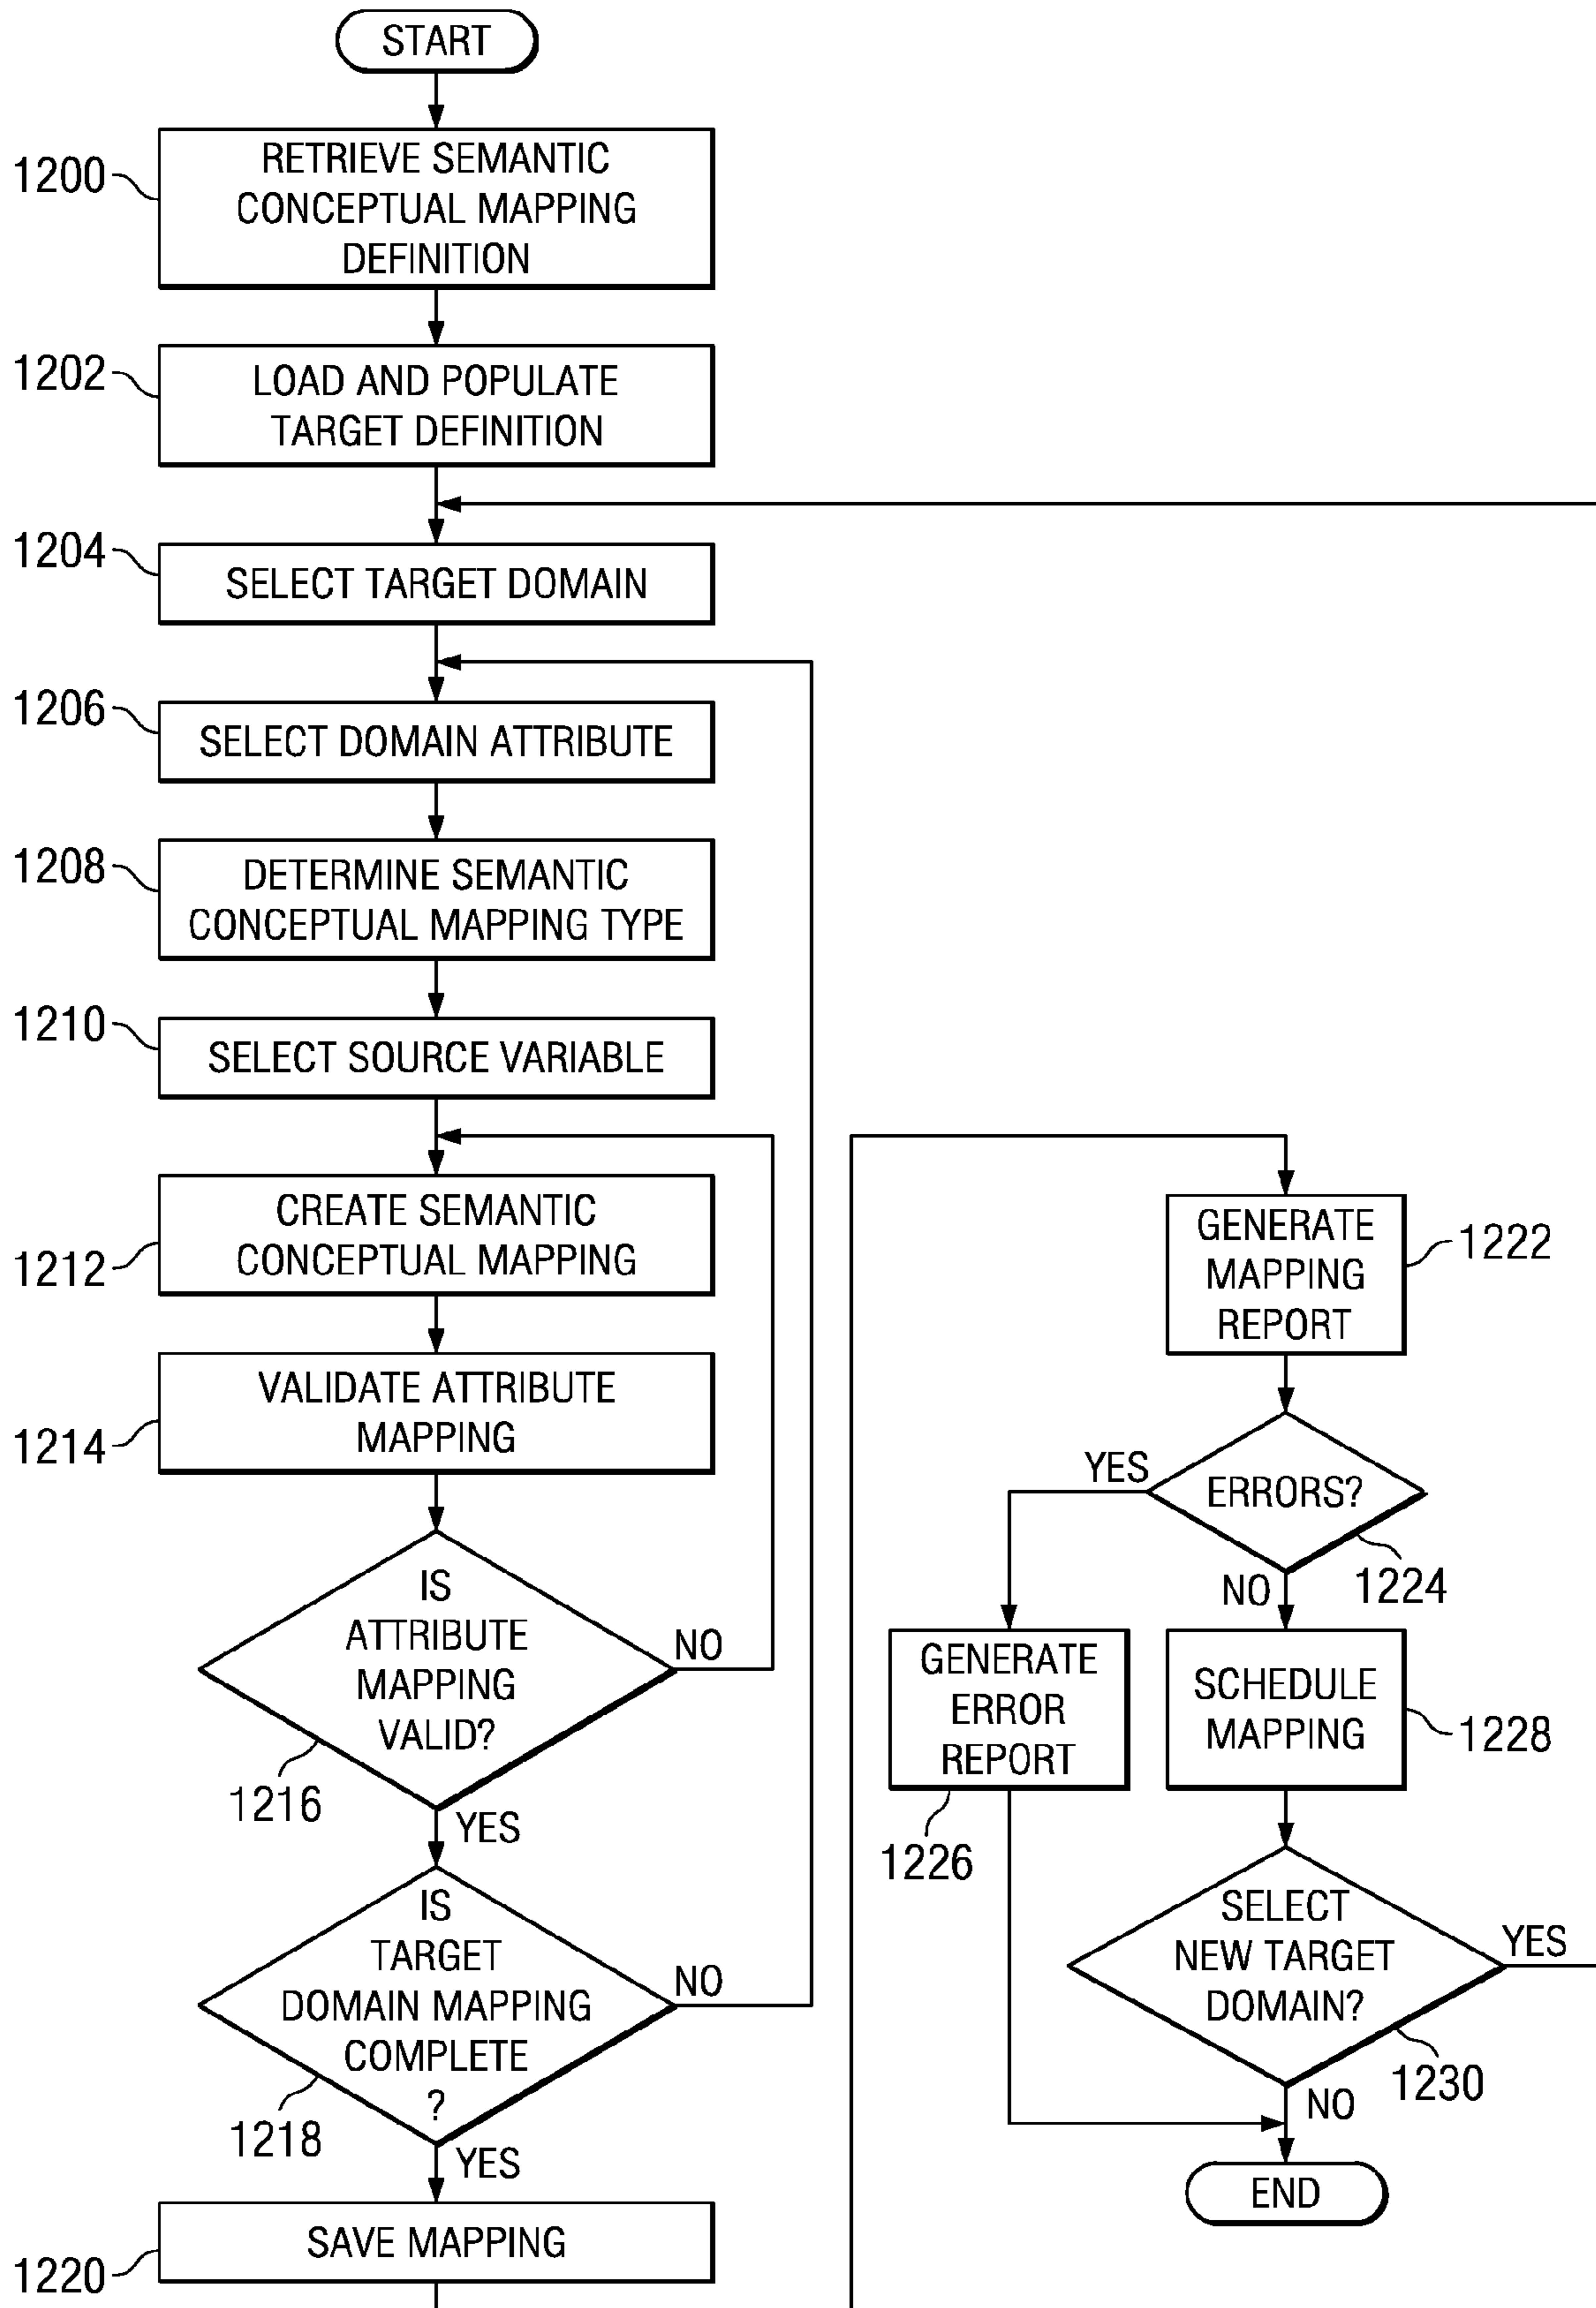 START
1200
RETRIEVE SEMANTIC
CONCEPTUAL MAPPING
DEFINITION
1202
LOAD AND POPULATE
TARGET DEFINITION
1204
SELECT TARGET DOMAIN
1206
SELECT DOMAIN ATTRIBUTE
1208
DETERMINE SEMANTIC
CONCEPTUAL MAPPING TYPE
1210
SELECT SOURCE VARIABLE
1212
CREATE SEMANTIC
CONCEPTUAL MAPPING
1214
VALIDATE ATTRIBUTE
MAPPING
IS
ATTRIBUTE
MAPPING
VALID?
NO
1216
YES
IS
TARGET
DOMAIN MAPPING
COMPLETE
?
NO
1218
YES
SAVE MAPPING
1220
GENERATE
MAPPING
REPORT
1222
YES
ERRORS?
1224
NO
GENERATE
ERROR
REPORT
1226
SCHEDULE
MAPPING
1228
SELECT
NEW TARGET
DOMAIN?
YES
1230
NO
END